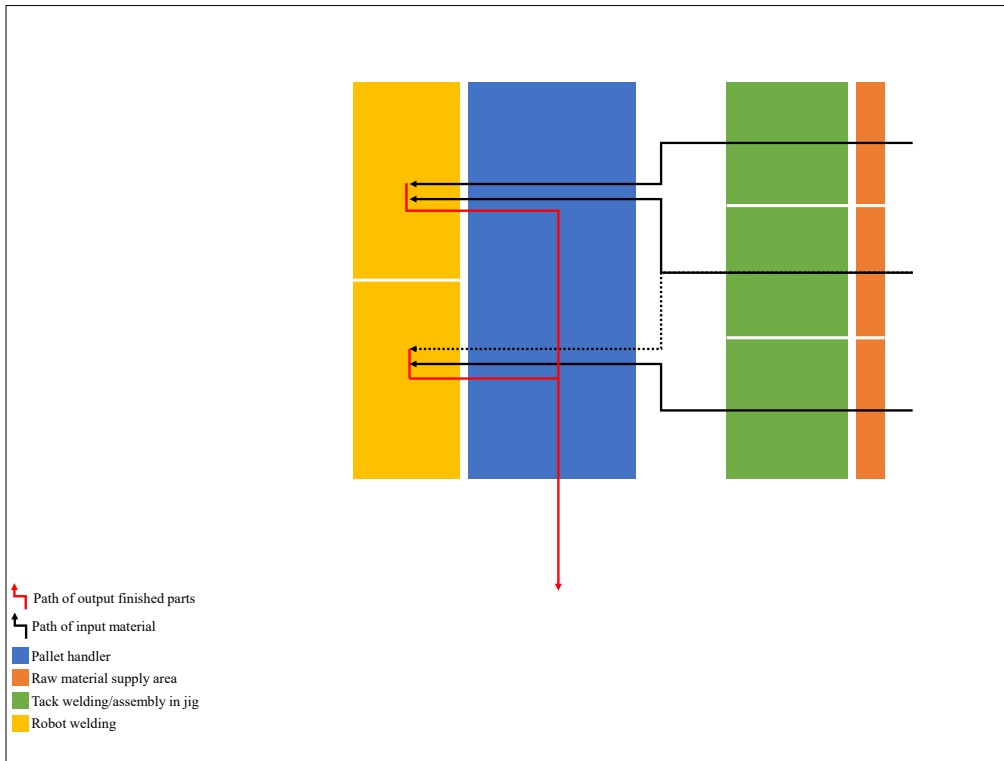 Path of output finished parts
Path of input material
Pallet handler
Raw material supply area
Tack welding/assembly in jig
Robot welding